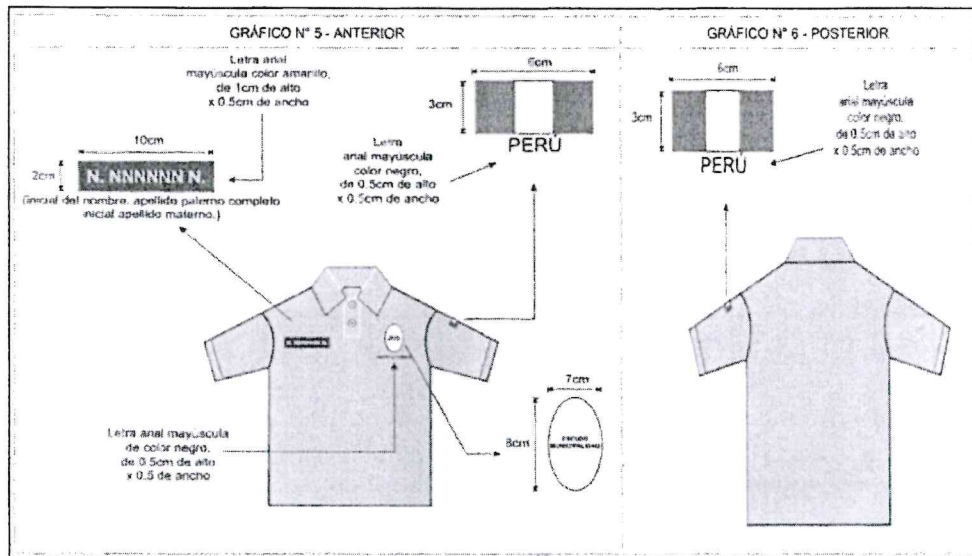 GRÁFICO N° 5 - ANTERIOR
Letra arial
mayúscula color amarillo,
de 1cm de alto
x 0.5cm de ancho
10cm
2cm
N. NNNNNN N.
(inicial del nombre, apellido paterno completo
inicial apellido materno.)
6cm
3cm
PERÚ
Letra
arial mayúscula
color negro,
de 0.5cm de alto
x 0.5cm de ancho
Letra arial mayúscula
de color negro,
de 0.5cm de alto
x 0.5 de ancho
7cm
8cm
ESCUDO
MUNICIPALIDAD
GRÁFICO N° 6 - POSTERIOR
6cm
3cm
PERÚ
Letra
arial mayúscula
color negro,
de 0.5cm de alto
x 0.5cm de ancho